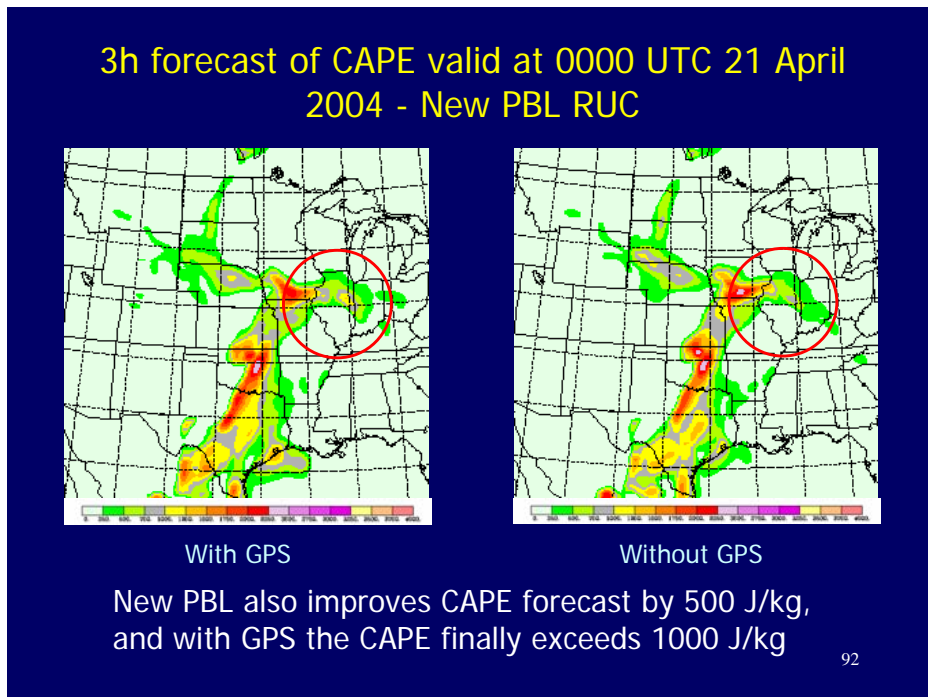 3h forecast of CAPE valid at 0000 UTC 21 April
2004 - New PBL RUC
With GPS
Without GPS
New PBL also improves CAPE forecast by 500 J/kg,
and with GPS the CAPE finally exceeds 1000 J/kg
92